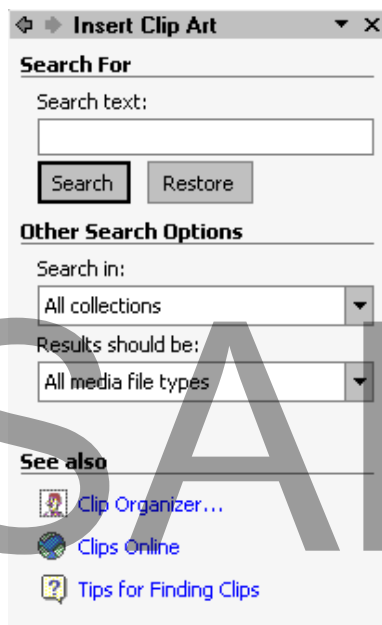 Insert Clip Art
Search For
Search text:
Search Restore
Other Search Options
Search in:
All collections
Results should be:
All media file types
See also
Clip Organizer...
Clips Online
Tips for Finding Clips